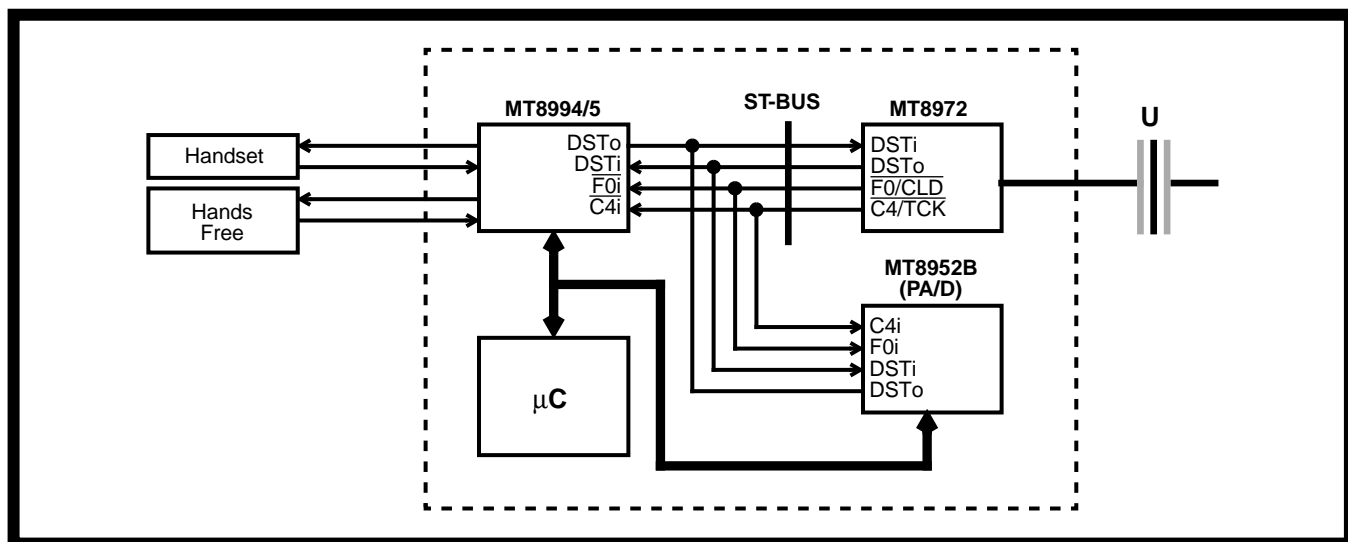 ST-BUS
MT8994/5
MT8972
U
Handset
Hands
Free
DSTo
DSTi
F0i
C4i
DSTi
DSTo
F0/CLD
C4/TCK
MT8952B
(PA/D)
C4i
F0i
DSTi
DSTo
μC